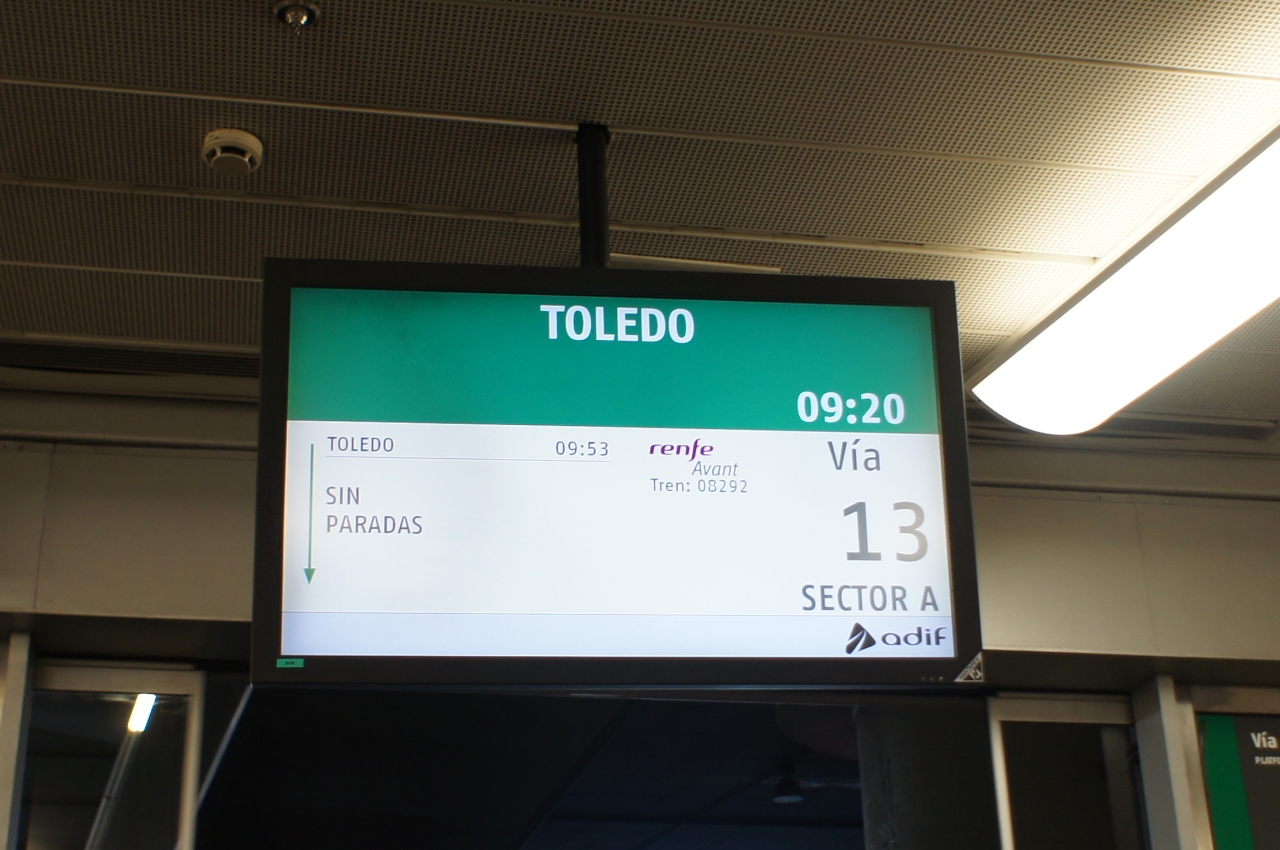 TOLEDO
09:20
TOLEDO 09:53
SIN
PARADAS
renfe
Avant
Tren: 08292
Vía
13
SECTOR A
adif
Vía